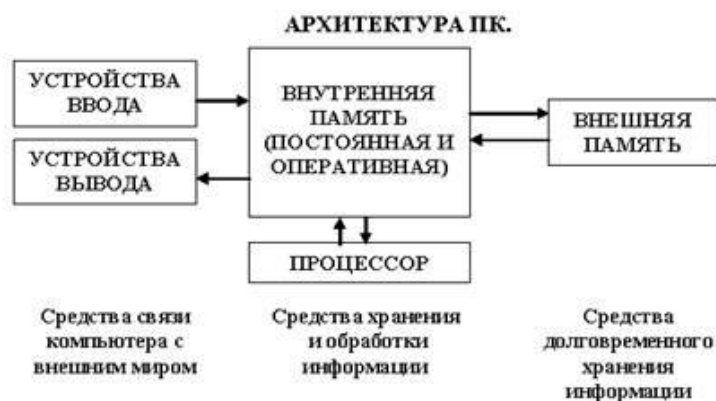 АРХИТЕКТУРА ПК.
УСТРОЙСТВА
ВВОДА
УСТРОЙСТВА
ВЫВОДА
ВНУТРЕННЯЯ
ПАМЯТЬ
(ПОСТОЯННАЯ И
ОПЕРАТИВНАЯ)
ВНЕШНЯЯ
ПАМЯТЬ
ПРОЦЕССОР
Средства связи
компьютера с
внешним миром
Средства хранения
и обработки
информации
Средства
долговременного
хранения
информации